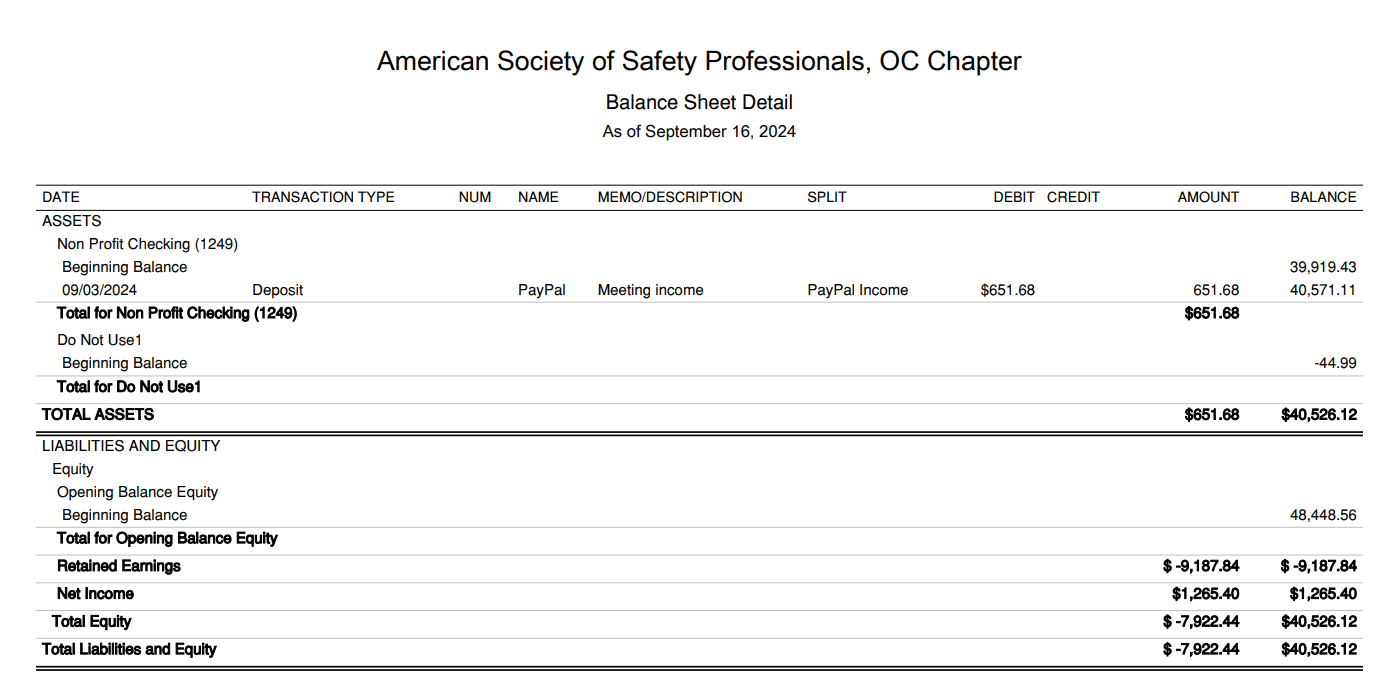 American Society of Safety Professionals, OC Chapter
Balance Sheet Detail
As of September 16, 2024
DATE TRANSACTION TYPE NUM NAME MEMO/DESCRIPTION SPLIT DEBIT CREDIT AMOUNT BALANCE
ASSETS
Non Profit Checking (1249)
Beginning Balance 39,919.43
09/03/2024 Deposit PayPal Meeting income PayPal Income $651.68 651.68 40,571.11
Total for Non Profit Checking (1249) $651.68
Do Not Use1
Beginning Balance -44.99
Total for Do Not Use1
TOTAL ASSETS $651.68 $40,526.12
LIABILITIES AND EQUITY
Equity
Opening Balance Equity
Beginning Balance 48,448.56
Total for Opening Balance Equity
Retained Earnings $ -9,187.84 $ -9,187.84
Net Income $1,265.40 $1,265.40
Total Equity $ -7,922.44 $40,526.12
Total Liabilities and Equity $ -7,922.44 $40,526.12